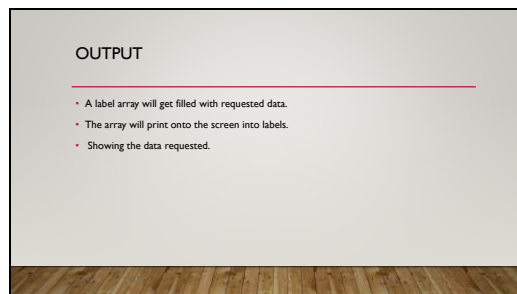 OUTPUT
• A label array will get filled with requested data.
• The array will print onto the screen into labels.
• Showing the data requested.